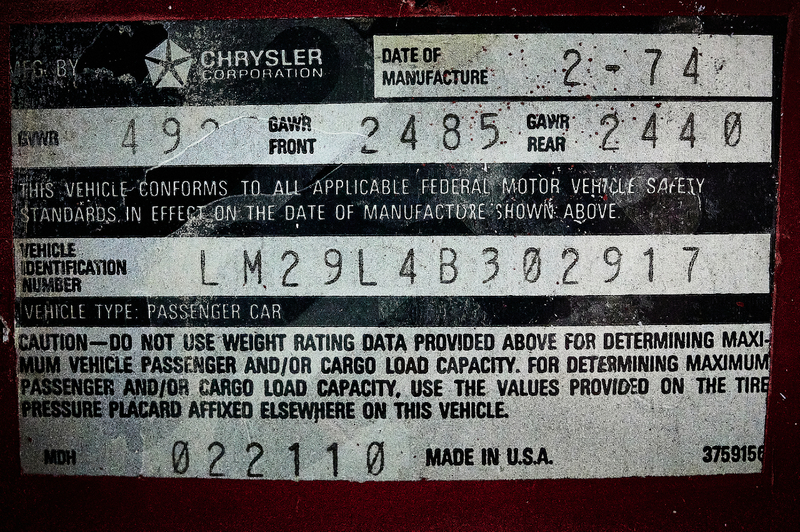 MFG BY CHRYSLER
CORPORATION
DATE OF
MANUFACTURE 2-74
GVWR GAWR
FRONT 2485 GAWR
REAR 2440
THIS VEHICLE CONFORMS TO ALL APPLICABLE FEDERAL MOTOR VEHICLE SAFETY
STANDARDS IN EFFECT ON THE DATE OF MANUFACTURE SHOWN ABOVE.
VEHICLE
IDENTIFICATION
NUMBER LM29L4B302917
VEHICLE TYPE: PASSENGER CAR
CAUTION—DO NOT USE WEIGHT RATING DATA PROVIDED ABOVE FOR DETERMINING MAXI-
MUM VEHICLE PASSENGER AND/OR CARGO LOAD CAPACITY. FOR DETERMINING MAXIMUM
PASSENGER AND/OR CARGO LOAD CAPACITY, USE THE VALUES PROVIDED ON THE TIRE
PRESSURE PLACARD AFFIXED ELSEWHERE ON THIS VEHICLE.
MDH 022110 MADE IN U.S.A. 3759156